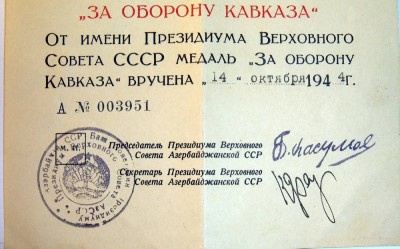 „ЗА ОБОРОНУ КАВКАЗА“
От имени Президиума Верховного
Совета СССР медаль „За оборону
Кавказа“ вручена „14“ октября 1944г.
А № 003951
М. П.
Председатель Президиума Верховного
Совета Азербайджанской ССР
Секретарь Президиума Верховного
Совета Азербайджанской ССР